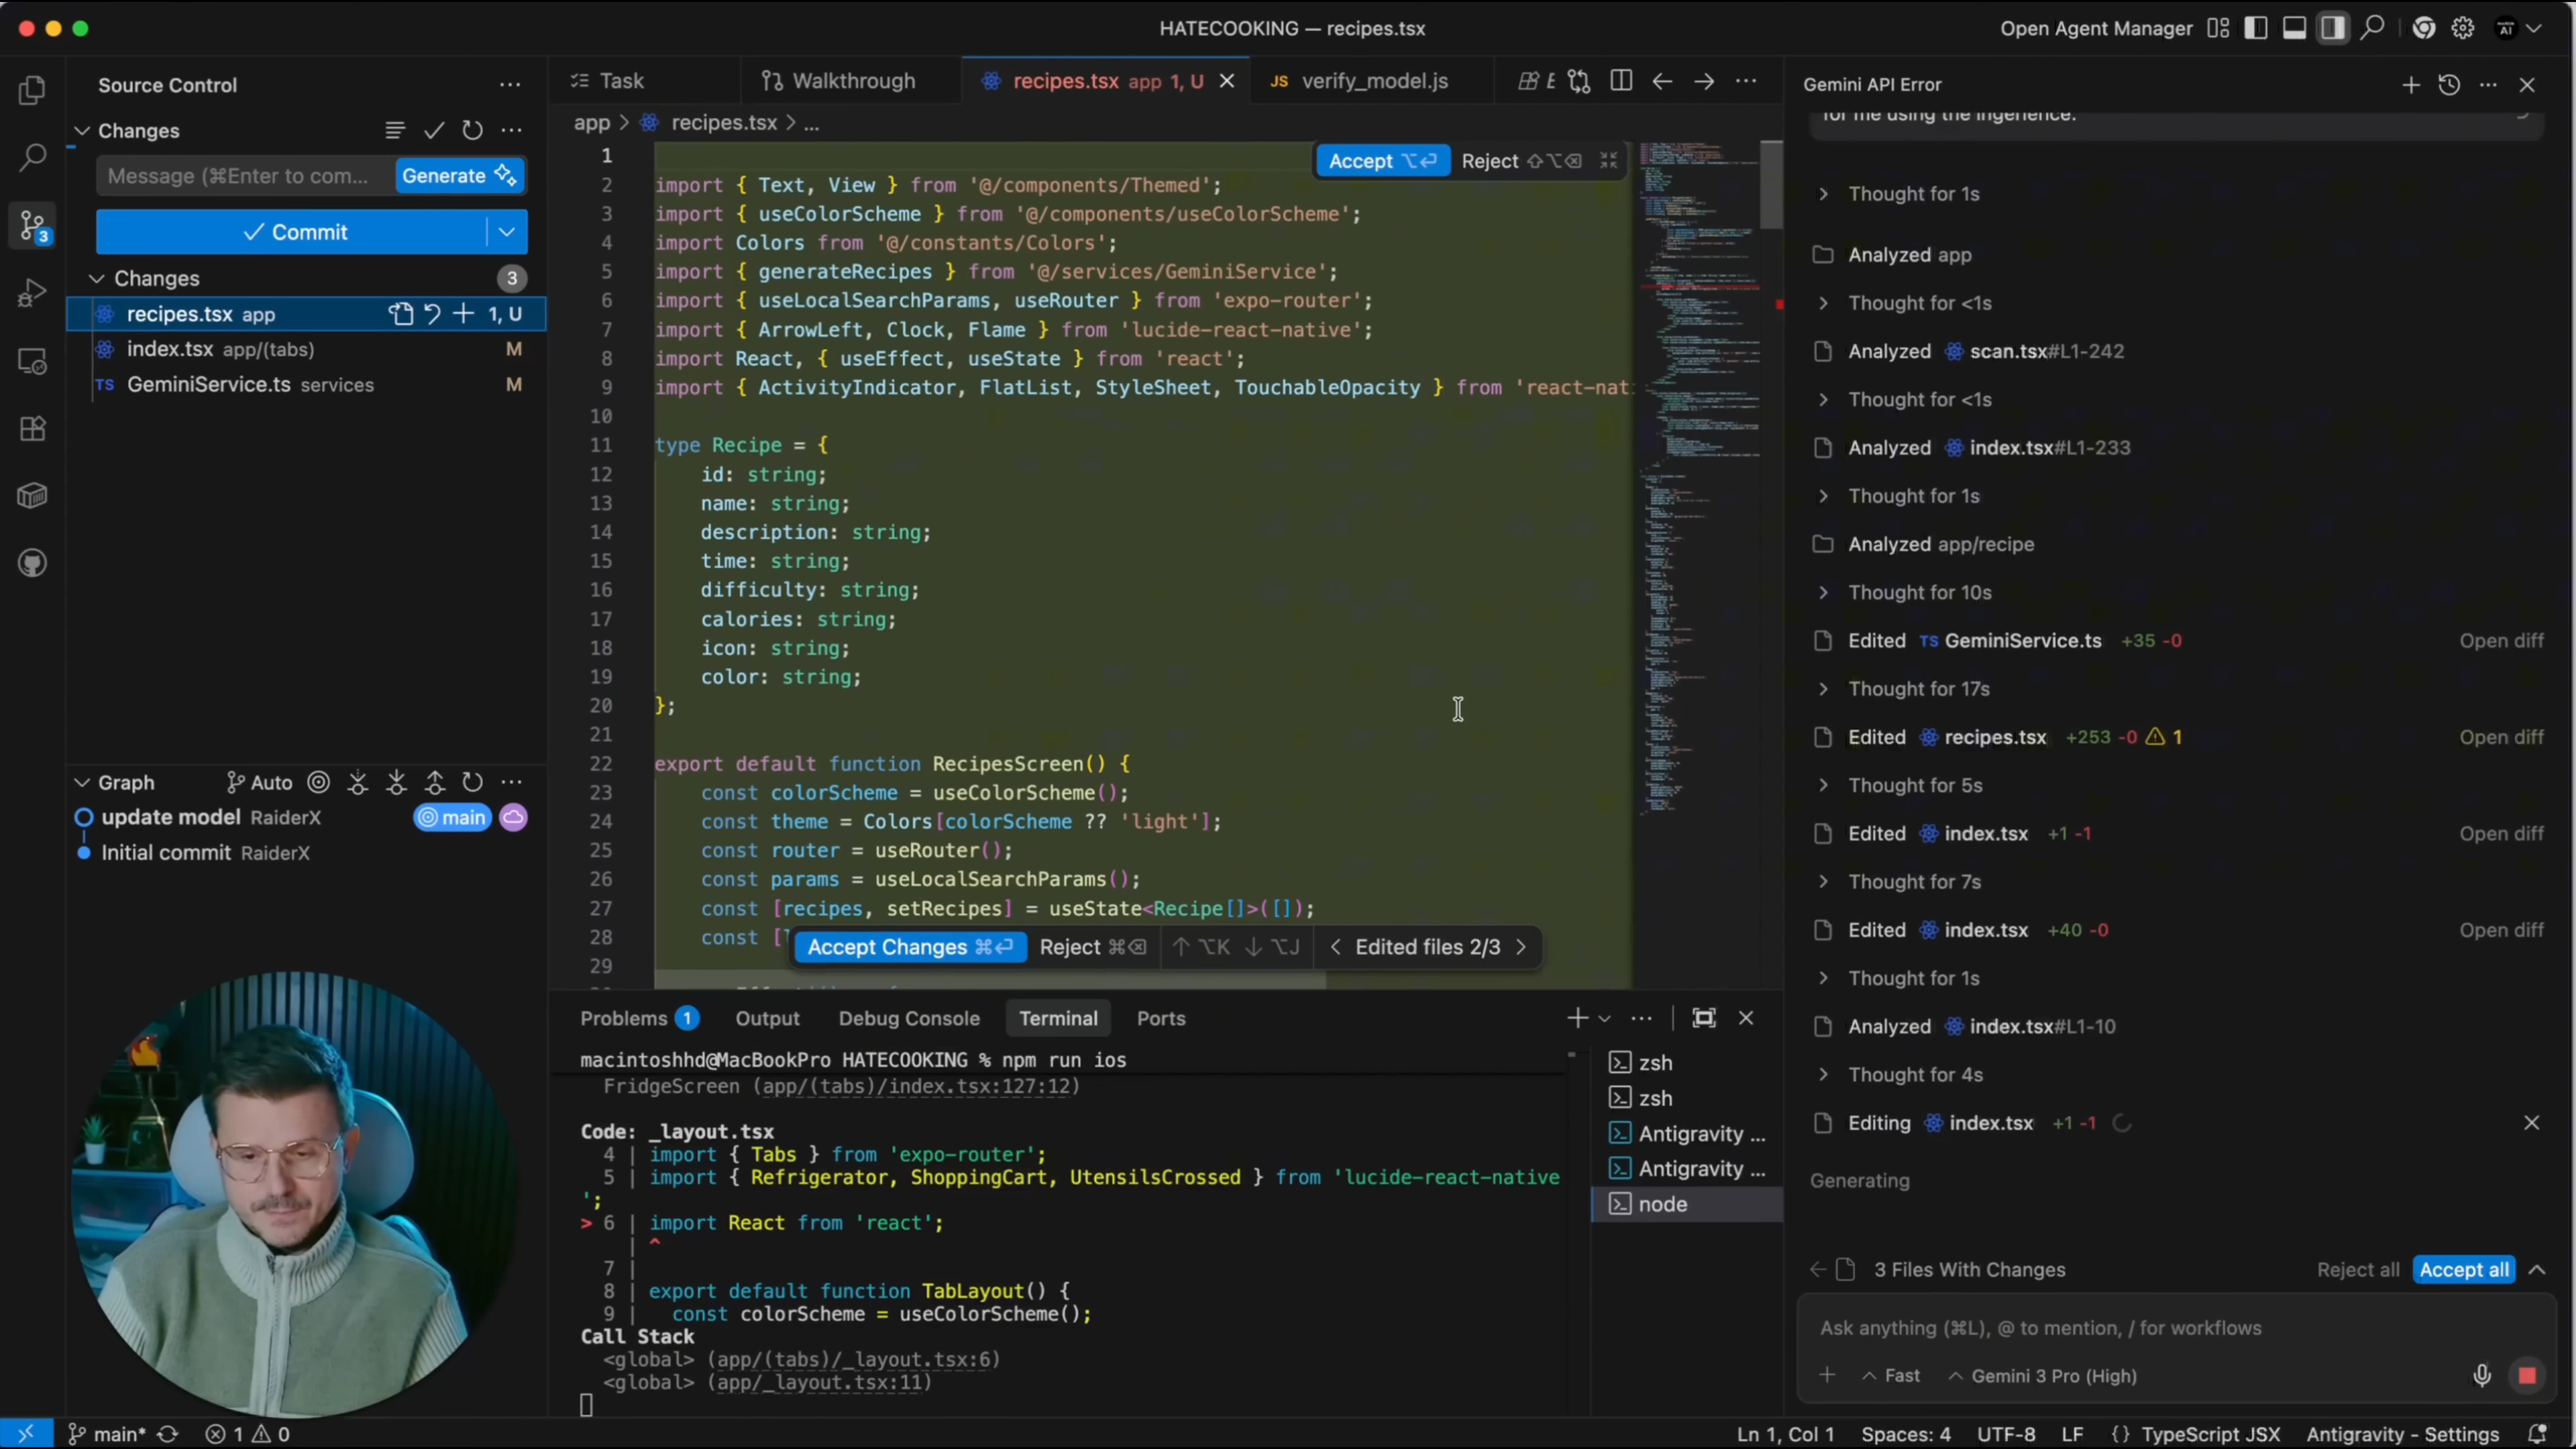 HATECOOKING — recipes.tsx
Open Agent Manager
Source Control
Changes
Message (⌘Enter to com...
Generate
Commit
Changes 3
recipes.tsx app 1, U
index.tsx app/(tabs) M
TS GeminiService.ts services M
3
Graph Auto
update model RaiderX main
Initial commit RaiderX
Task
Walkthrough
recipes.tsx app 1, U
JS verify_model.js
E
app > recipes.tsx > ...
Accept ⌥⏎ Reject ⇧⌥⌫
1
2 import { Text, View } from '@/components/Themed';
3 import { useColorScheme } from '@/components/useColorScheme';
4 import Colors from '@/constants/Colors';
5 import { generateRecipes } from '@/services/GeminiService';
6 import { useLocalSearchParams, useRouter } from 'expo-router';
7 import { ArrowLeft, Clock, Flame } from 'lucide-react-native';
8 import React, { useEffect, useState } from 'react';
9 import { ActivityIndicator, FlatList, StyleSheet, TouchableOpacity } from 'react-nat
10
11 type Recipe = {
12 id: string;
13 name: string;
14 description: string;
15 time: string;
16 difficulty: string;
17 calories: string;
18 icon: string;
19 color: string;
20 };
21
22 export default function RecipesScreen() {
23 const colorScheme = useColorScheme();
24 const theme = Colors[colorScheme ?? 'light'];
25 const router = useRouter();
26 const params = useLocalSearchParams();
27 const [recipes, setRecipes] = useState<Recipe[]>([]);
28 const [
29
Accept Changes ⌘⏎ Reject ⌘⌫ ↑ ⌥K ↓ ⌥J < Edited files 2/3 >
Problems 1 Output Debug Console Terminal Ports
macintoshhd@MacBookPro HATECOOKING % npm run ios
FridgeScreen (app/(tabs)/index.tsx:127:12)
Code: _layout.tsx
4 | import { Tabs } from 'expo-router';
5 | import { Refrigerator, ShoppingCart, UtensilsCrossed } from 'lucide-react-native
';
> 6 | import React from 'react';
| ^
7 |
8 | export default function TabLayout() {
9 | const colorScheme = useColorScheme();
Call Stack
<global> (app/(tabs)/_layout.tsx:6)
<global> (app/_layout.tsx:11)
zsh
zsh
Antigravity ...
Antigravity ...
node
Gemini API Error
for me using the ingerience.
Thought for 1s
Analyzed app
Thought for <1s
Analyzed scan.tsx#L1-242
Thought for <1s
Analyzed index.tsx#L1-233
Thought for 1s
Analyzed app/recipe
Thought for 10s
Edited TS GeminiService.ts +35 -0 Open diff
Thought for 17s
Edited recipes.tsx +253 -0 1 Open diff
Thought for 5s
Edited index.tsx +1 -1 Open diff
Thought for 7s
Edited index.tsx +40 -0 Open diff
Thought for 1s
Analyzed index.tsx#L1-10
Thought for 4s
Editing index.tsx +1 -1
Generating
3 Files With Changes Reject all Accept all
Ask anything (⌘L), @ to mention, / for workflows
Fast Gemini 3 Pro (High)
main* 1 0
Ln 1, Col 1 Spaces: 4 UTF-8 LF {} TypeScript JSX Antigravity - Settings